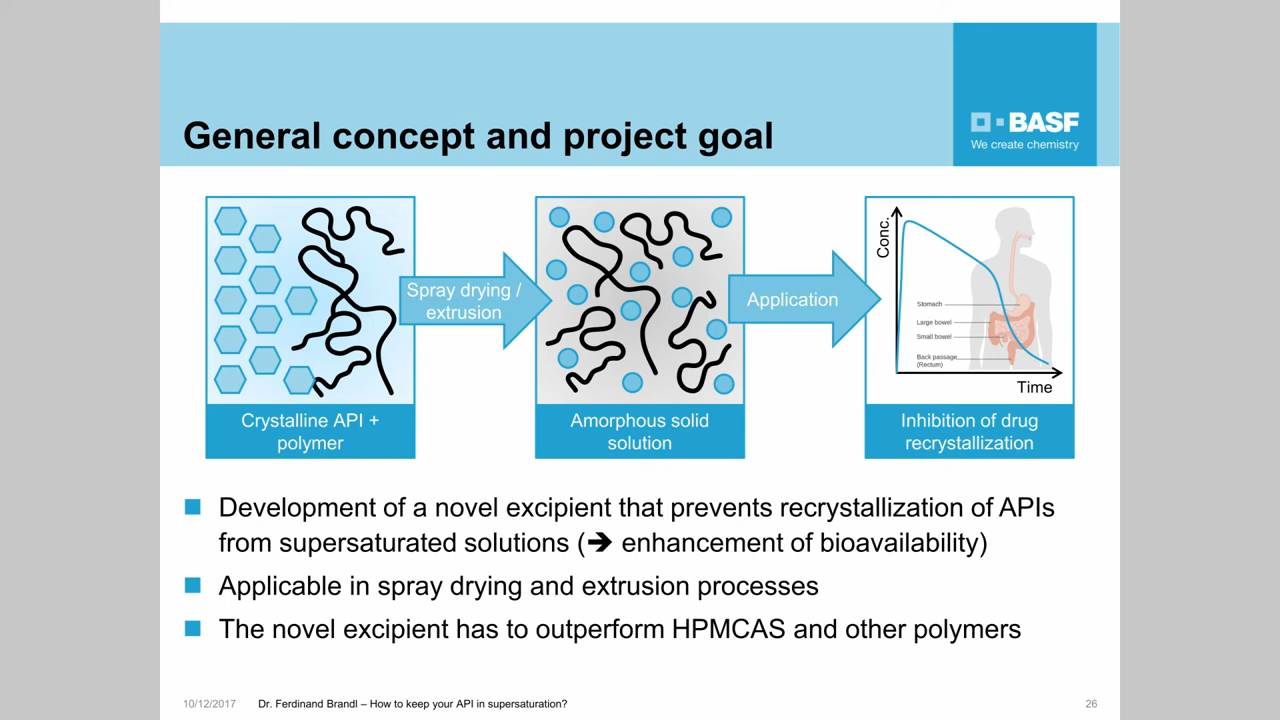 General concept and project goal
BASF
We create chemistry
Spray drying /
extrusion
Application
Conc.
Stomach
Large bowel
Small bowel
Back passage
(Rectum)
Time
Crystalline API +
polymer
Amorphous solid
solution
Inhibition of drug
recrystallization
Development of a novel excipient that prevents recrystallization of APIs
from supersaturated solutions (➔ enhancement of bioavailability)
Applicable in spray drying and extrusion processes
The novel excipient has to outperform HPMCAS and other polymers
10/12/2017 Dr. Ferdinand Brandl – How to keep your API in supersaturation? 26